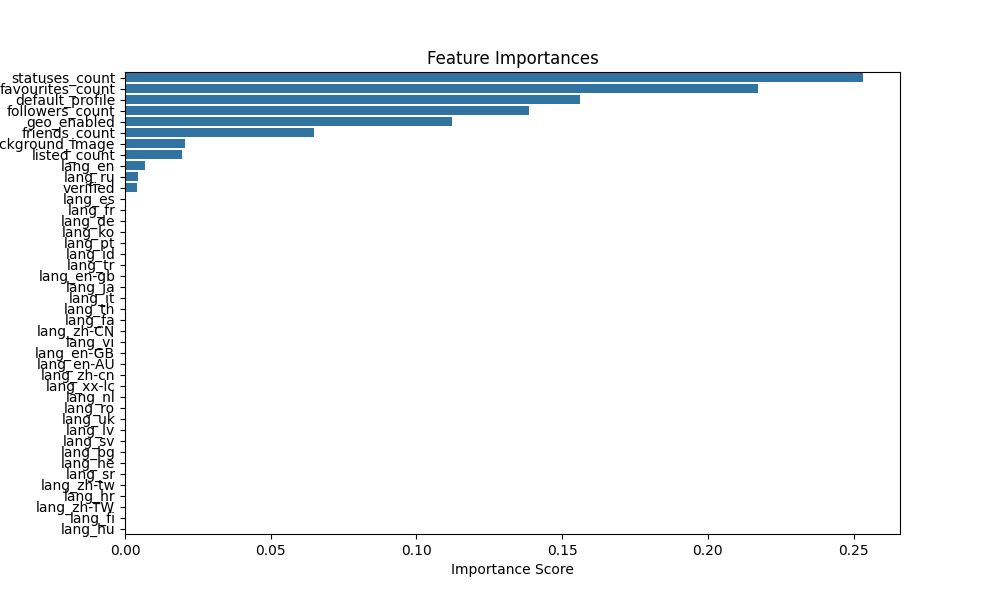 Feature Importances
statuses_count
favourites_count
default_profile
followers_count
geo_enabled
friends_count
ckground_image
listed_count
lang_en
lang_ru
verified
lang_es
lang_fr
lang_de
lang_ko
lang_pt
lang_id
lang_tr
lang_en-gb
lang_ja
lang_it
lang_th
lang_fa
lang_zh-CN
lang_vi
lang_en-GB
lang_en-AU
lang_zh-cn
lang_xx-lc
lang_nl
lang_ro
lang_uk
lang_lv
lang_sv
lang_bg
lang_he
lang_sr
lang_zh-tw
lang_hr
lang_zh-TW
lang_fi
lang_hu
0.00 0.05 0.10 0.15 0.20 0.25
Importance Score